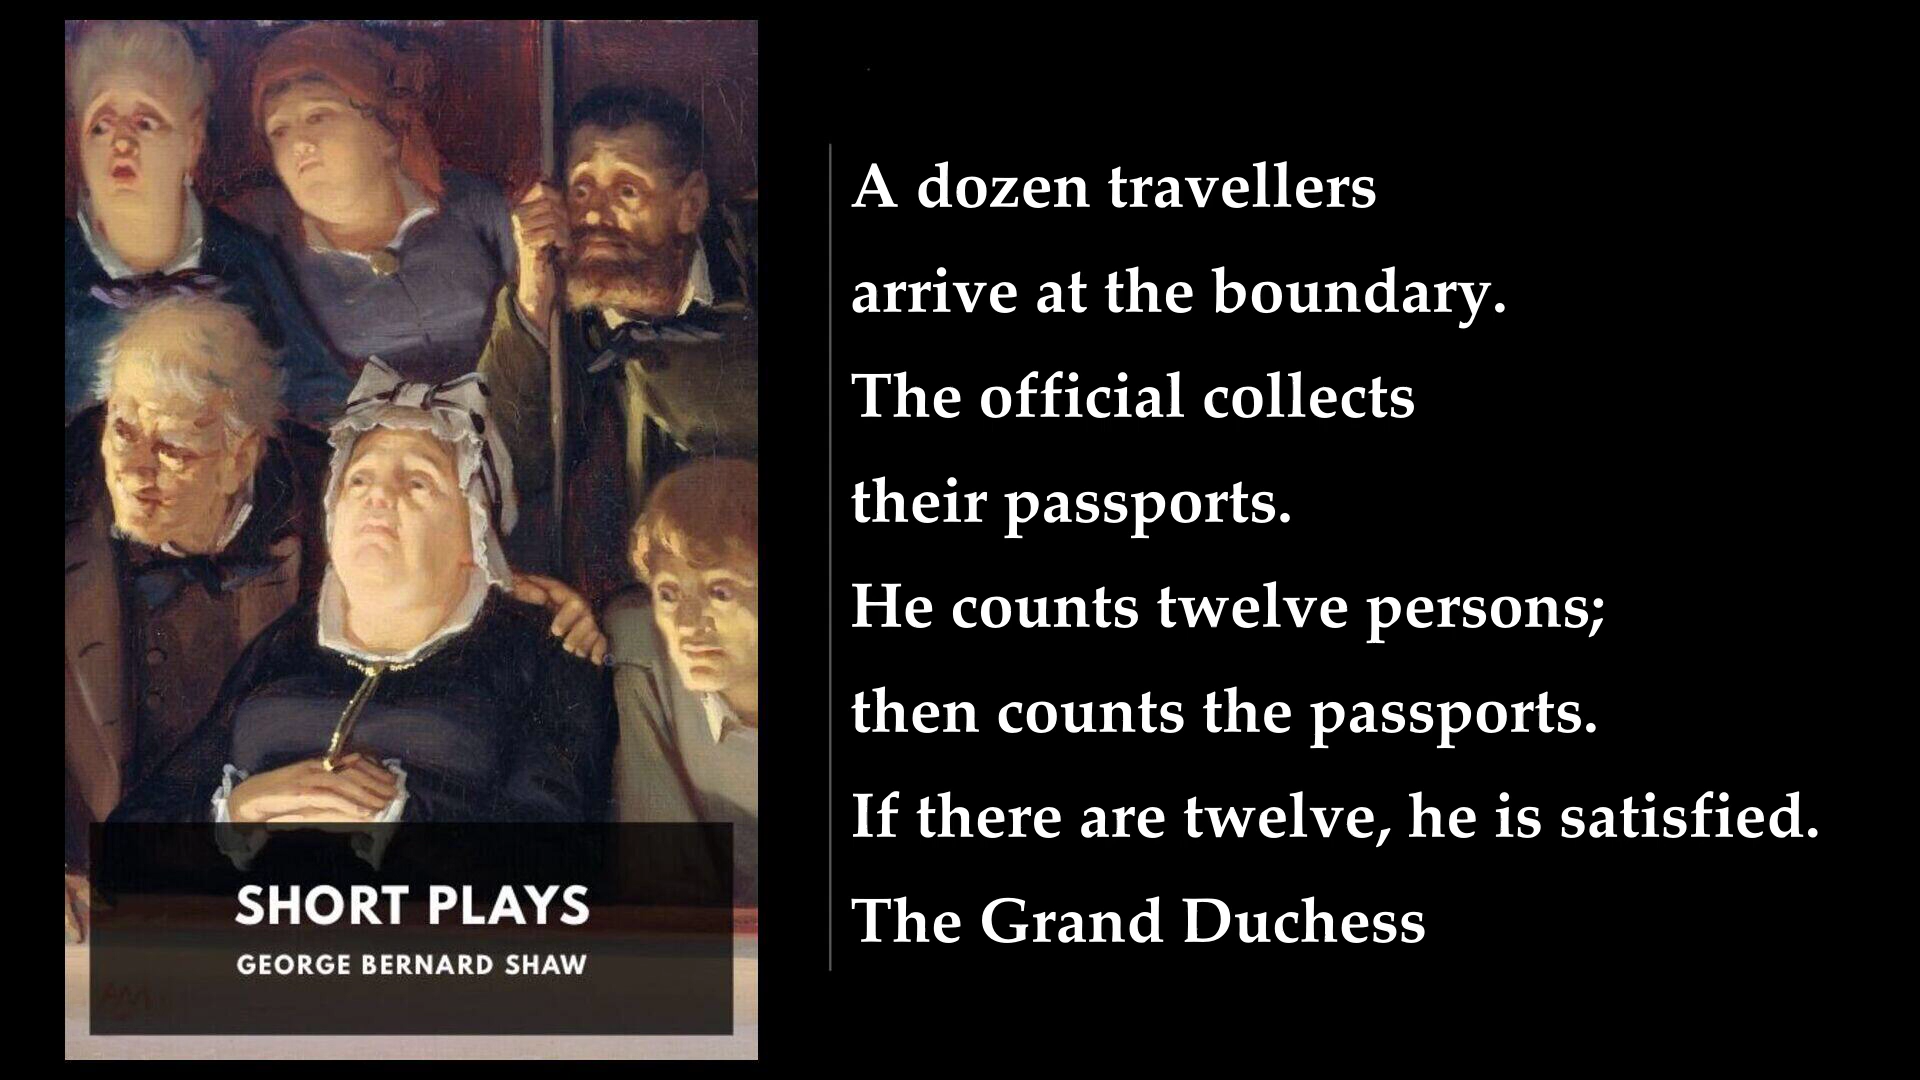 SHORT PLAYS
GEORGE BERNARD SHAW
A dozen travellers
arrive at the boundary.
The official collects
their passports.
He counts twelve persons;
then counts the passports.
If there are twelve, he is satisfied.
The Grand Duchess